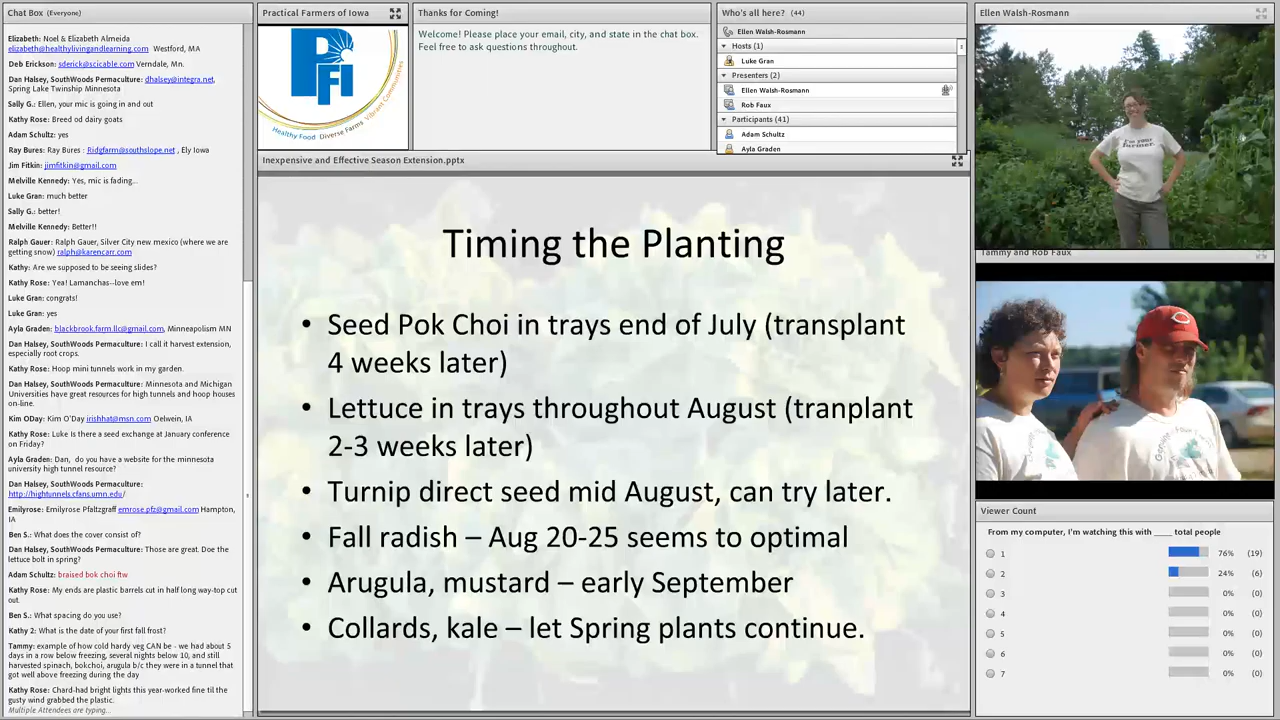 Chat Box (Everyone)
Elizabeth: Noel & Elizabeth Almeida
elizabeth@healthylivingandlearning.com Westford, MA
Deb Erickson: sderick@scicable.com Verndale, Mn.
Dan Halsey, SouthWoods Permaculture: dhalsey@integra.net,
Spring Lake Twinship Minnesota
Sally G.: Ellen, your mic is going in and out
Kathy Rose: Breed od dairy goats
Adam Schultz: yes
Ray Bures: Ray Bures : Ridgfarm@southslope.net , Ely Iowa
Jim Fitkin: jimfitkin@gmail.com
Melville Kennedy: Yes, mic is fading...
Luke Gran: much better
Sally G.: better!
Melville Kennedy: Better!!
Ralph Gauer: Ralph Gauer, Silver City new mexico (where we are
getting snow) ralph@karencarr.com
Kathy: Are we supposed to be seeing slides?
Kathy Rose: Yea! Lamanchas--love em!
Luke Gran: congrats!
Luke Gran: yes
Ayla Graden: blackbrook.farm.llc@gmail.com, Minneapolism MN
Dan Halsey, SouthWoods Permaculture: I call it harvest extension,
especially root crops.
Kathy Rose: Hoop mini tunnels work in my garden.
Dan Halsey, SouthWoods Permaculture: Minnesota and Michigan
Universities have great resources for high tunnels and hoop houses
on-line.
Kim ODay: Kim O'Day irishhat@msn.com Oelwein, IA
Kathy Rose: Luke Is there a seed exchange at January conference
on Friday?
Ayla Graden: Dan, do you have a website for the minnesota
university high tunnel resource?
Dan Halsey, SouthWoods Permaculture:
http://hightunnels.cfans.umn.edu/
Emilyrose: Emilyrose Pfaltzgraff emrose.pfz@gmail.com Hampton,
IA
Ben S.: What does the cover consist of?
Dan Halsey, SouthWoods Permaculture: Those are great. Doe the
lettuce bolt in spring?
Adam Schultz: braised bok choi ftw
Kathy Rose: My ends are plastic barrels cut in half long way-top cut
out.
Ben S.: What spacing do you use?
Kathy 2: What is the date of your first fall frost?
Tammy: example of how cold hardy veg CAN be - we had about 5
days in a row below freezing, several nights below 10, and still
harvested spinach, bokchoi, arugula b/c they were in a tunnel that
got well above freezing during the day
Kathy Rose: Chard-had bright lights this year-worked fine til the
gusty wind grabbed the plastic.
Multiple Attendees are typing...
Practical Farmers of Iowa
PFI
Healthy Food Diverse Farms Vibrant Communities
Thanks for Coming!
Welcome! Please place your email, city, and state in the chat box.
Feel free to ask questions throughout.
Who's all here? (44)
Ellen Walsh-Rosmann
Hosts (1)
Luke Gran
Presenters (2)
Ellen Walsh-Rosmann
Rob Faux
Participants (41)
Adam Schultz
Ayla Graden
Inexpensive and Effective Season Extension.pptx
Timing the Planting
• Seed Pok Choi in trays end of July (transplant
4 weeks later)
• Lettuce in trays throughout August (tranplant
2-3 weeks later)
• Turnip direct seed mid August, can try later.
• Fall radish – Aug 20-25 seems to optimal
• Arugula, mustard – early September
• Collards, kale – let Spring plants continue.
Ellen Walsh-Rosmann
I'm your farmer.
Tammy and Rob Faux
Viewer Count
From my computer, I'm watching this with ____ total people
1 76% (19)
2 24% (6)
3 0% (0)
4 0% (0)
5 0% (0)
6 0% (0)
7 0% (0)